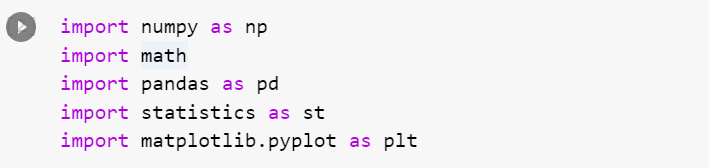 import numpy as np
import math
import pandas as pd
import statistics as st
import matplotlib.pyplot as plt